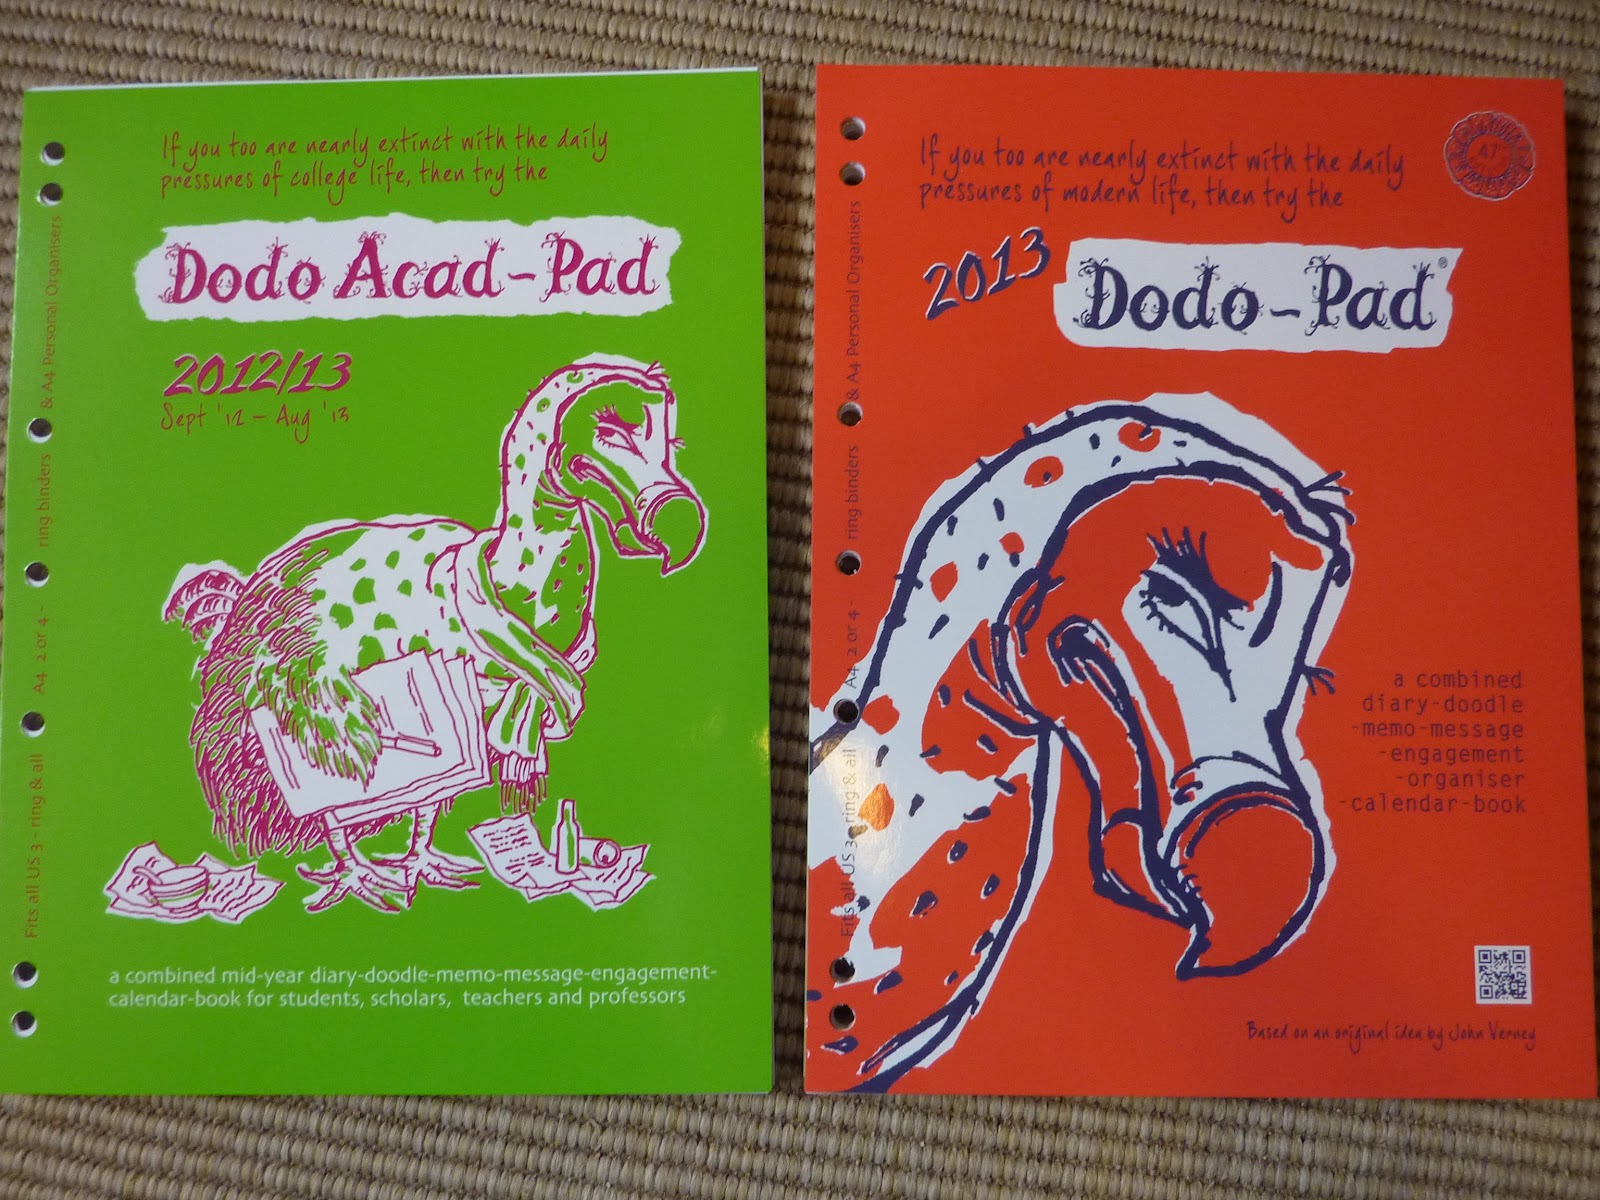 If you too are nearly extinct with the daily
pressures of college life, then try the
Dodo Acad-Pad
2012/13
Sept '12 – Aug '13
a combined mid-year diary-doodle-memo-message-engagement-
calendar-book for students, scholars, teachers and professors
Fits all US 3 - ring & all A4 - 2 or 4 - ring binders & A4 Personal Organisers
If you too are nearly extinct with the daily
pressures of modern life, then try the
2013
Dodo-Pad®
47
a combined
diary-doodle
-memo-message
-engagement
-organiser
-calendar-book
Based on an original idea by John Verney
Fits all US 3 - ring & all A4 - 2 or 4 - ring binders & A4 Personal Organisers